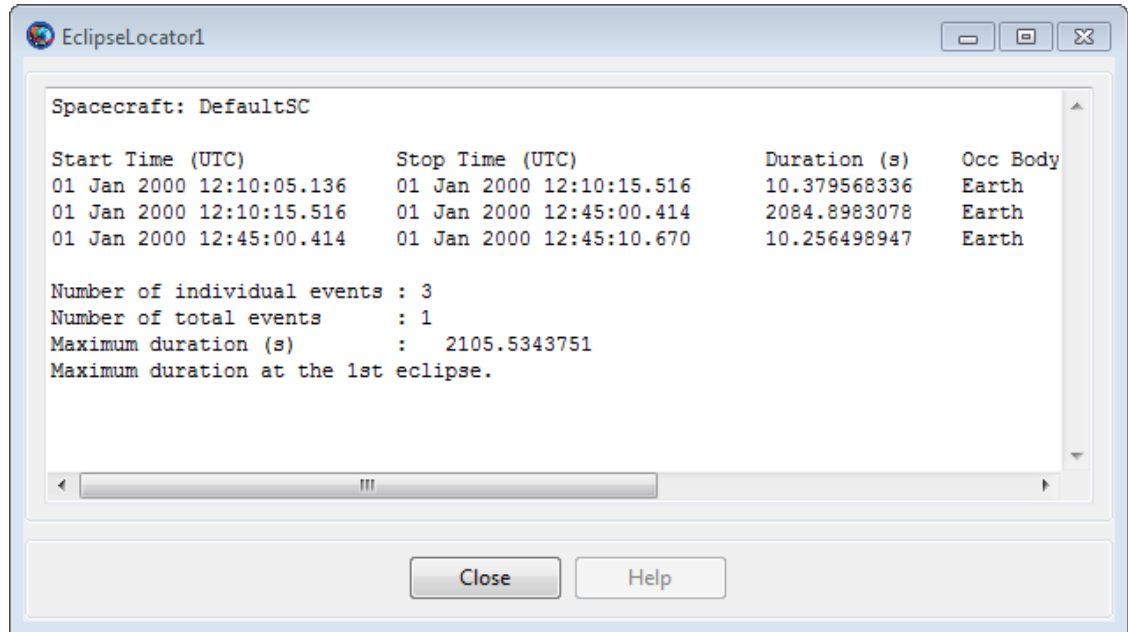 EclipseLocator1
Spacecraft: DefaultSC
Start Time (UTC) Stop Time (UTC) Duration (s) Occ Body
01 Jan 2000 12:10:05.136 01 Jan 2000 12:10:15.516 10.379568336 Earth
01 Jan 2000 12:10:15.516 01 Jan 2000 12:45:00.414 2084.8983078 Earth
01 Jan 2000 12:45:00.414 01 Jan 2000 12:45:10.670 10.256498947 Earth
Number of individual events : 3
Number of total events : 1
Maximum duration (s) : 2105.5343751
Maximum duration at the 1st eclipse.
Close Help